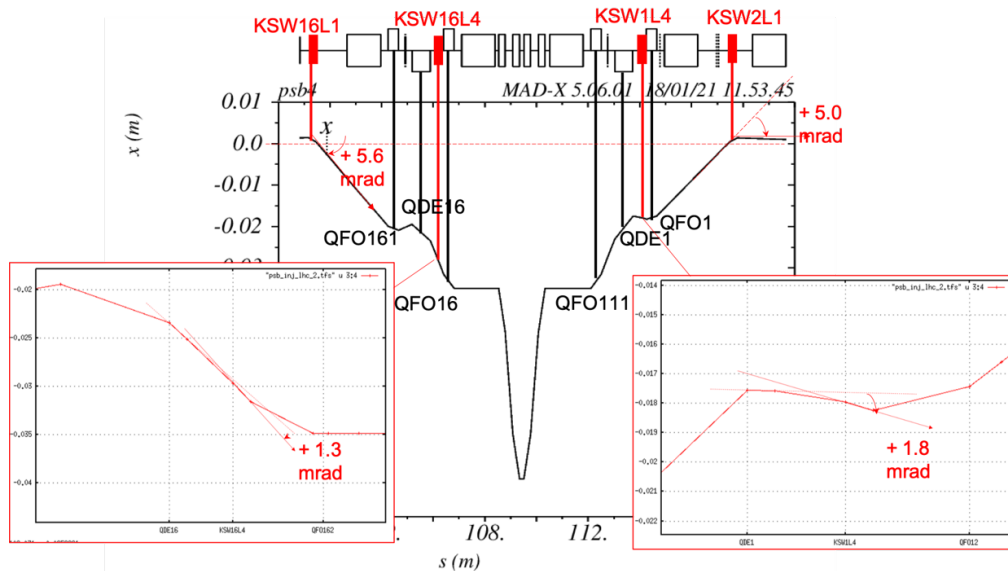 KSW16L1
KSW16L4
KSW1L4
KSW2L1
psb4
MAD-X 5.06.01 18/01/21 11.53.45
x (m)
0.01
0.0
-0.01
-0.02
x
+ 5.6
mrad
+ 5.0
mrad
QFO161
QDE16
QFO16
QFO111
QDE1
QFO1
"psb_inj_lhc_2.tfs" u 3:4
-0.02
-0.025
-0.03
-0.035
-0.04
+ 1.3
mrad
QDE16
KSW16L4
QFO162
"psb_inj_lhc_2.tfs" u 3:4
-0.014
-0.015
-0.016
-0.017
-0.018
-0.019
-0.02
-0.021
-0.022
+ 1.8
mrad
QDE1
KSW1L4
QFO12
108.
112.
s (m)